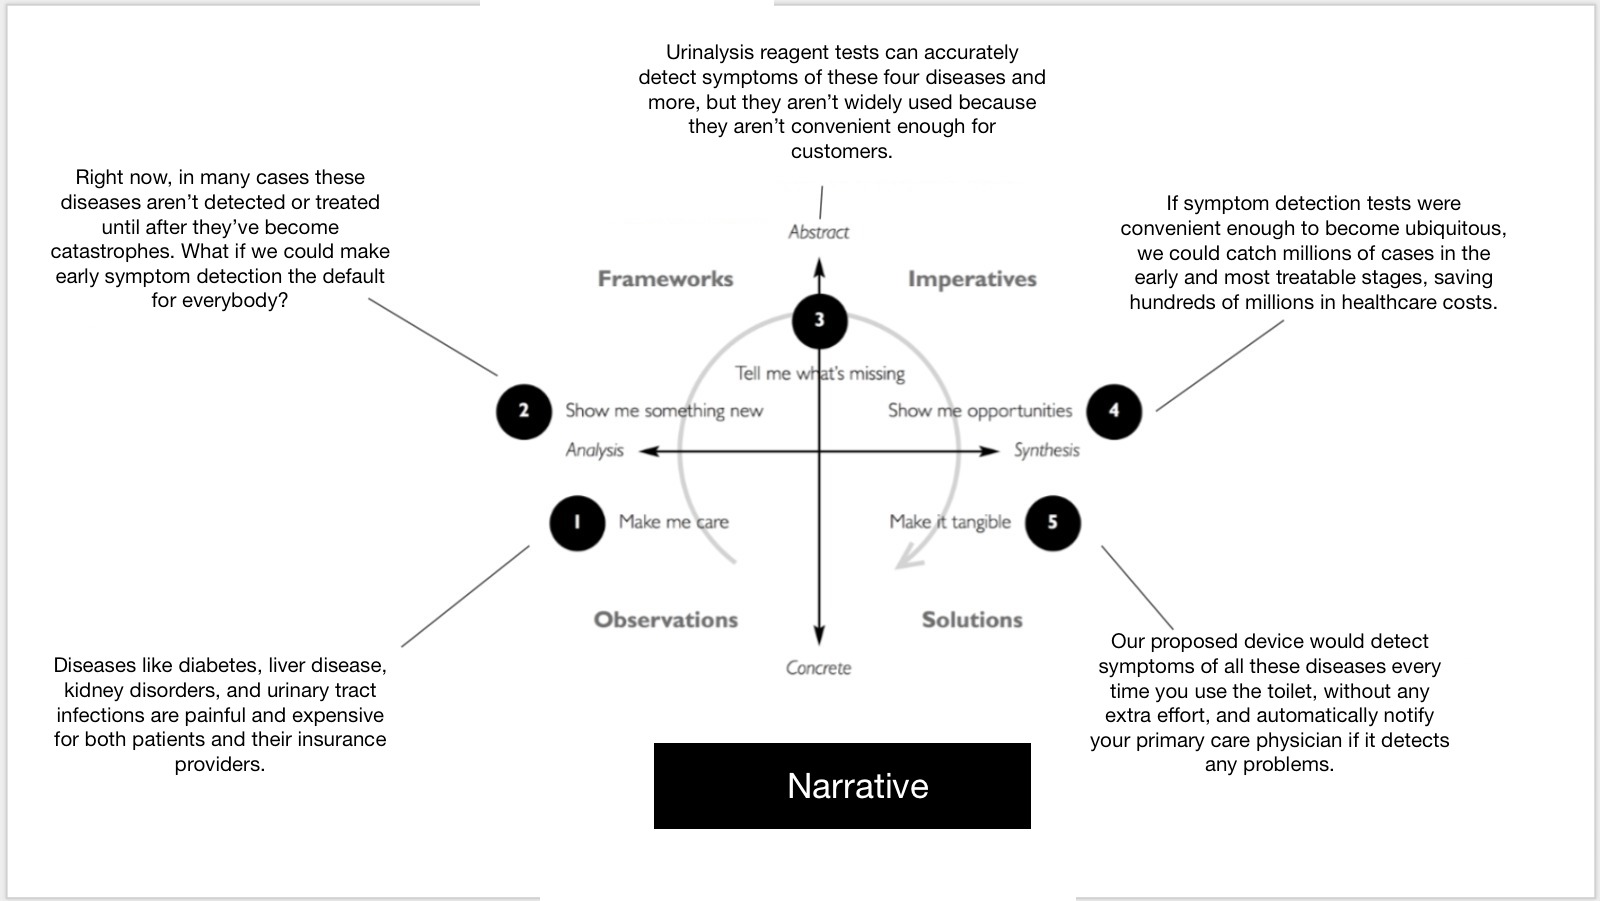 Urinalysis reagent tests can accurately
detect symptoms of these four diseases and
more, but they aren’t widely used because
they aren’t convenient enough for
customers.
Right now, in many cases these
diseases aren’t detected or treated
until after they’ve become
catastrophes. What if we could make
early symptom detection the default
for everybody?
If symptom detection tests were
convenient enough to become ubiquitous,
we could catch millions of cases in the
early and most treatable stages, saving
hundreds of millions in healthcare costs.
Abstract
Frameworks
Imperatives
3
Tell me what’s missing
2
Show me something new
Show me opportunities
4
Analysis
Synthesis
1
Make me care
Make it tangible
5
Observations
Solutions
Concrete
Diseases like diabetes, liver disease,
kidney disorders, and urinary tract
infections are painful and expensive
for both patients and their insurance
providers.
Our proposed device would detect
symptoms of all these diseases every
time you use the toilet, without any
extra effort, and automatically notify
your primary care physician if it detects
any problems.
Narrative